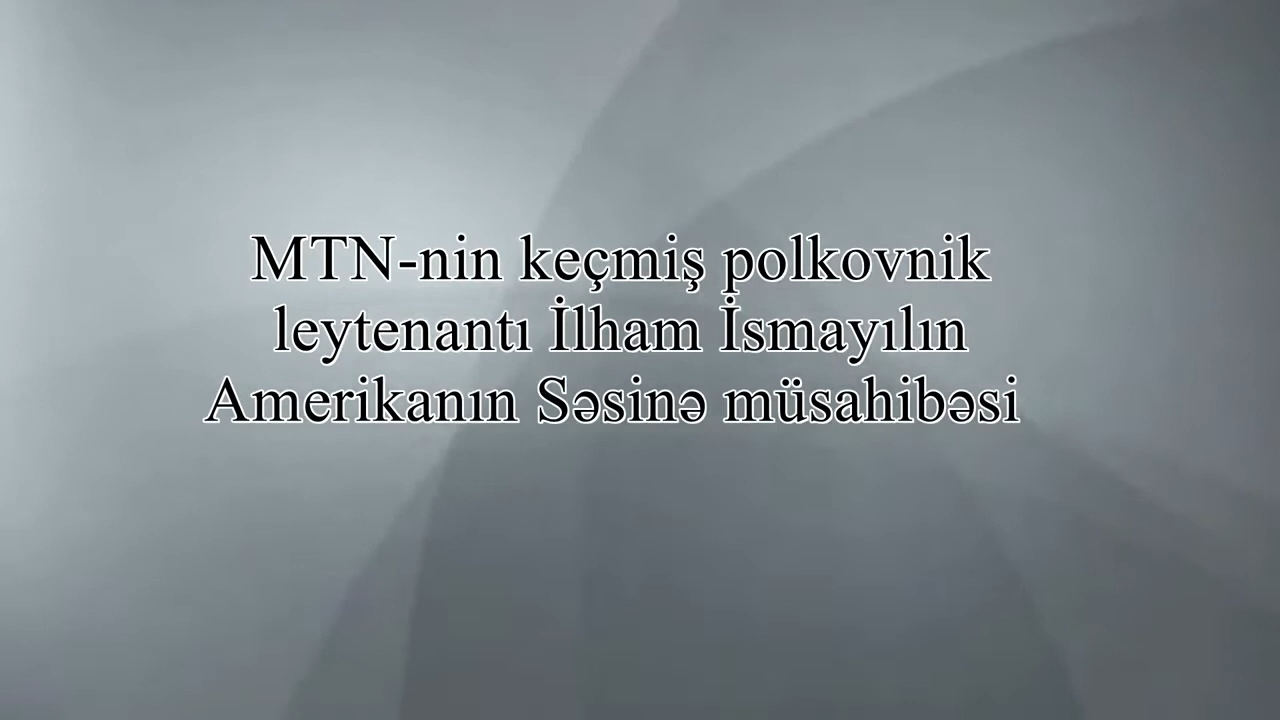 MTN-nin keçmiş polkovnik
leytenantı İlham İsmayılın
Amerikanın Səsinə müsahibəsi